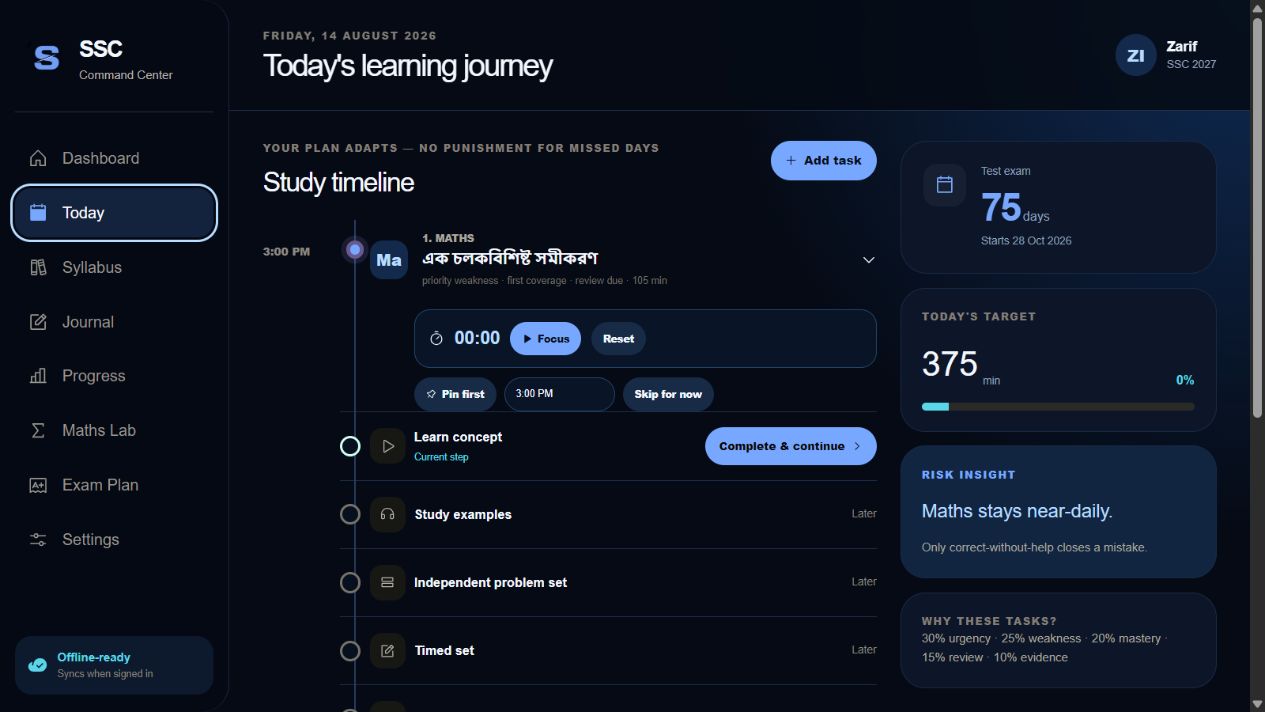 SSC
Command Center
Dashboard
Today
Syllabus
Journal
Progress
Maths Lab
Exam Plan
Settings
Offline-ready
Syncs when signed in
FRIDAY, 14 AUGUST 2026
Today's learning journey
ZI
Zarif
SSC 2027
YOUR PLAN ADAPTS — NO PUNISHMENT FOR MISSED DAYS
Study timeline
+ Add task
3:00 PM
Ma
1. MATHS
এক চলকবিশিষ্ট সমীকরণ
priority weakness · first coverage · review due · 105 min
00:00
Focus
Reset
Pin first
3:00 PM
Skip for now
Learn concept
Current step
Complete & continue
Study examples
Later
Independent problem set
Later
Timed set
Later
Test exam
75 days
Starts 28 Oct 2026
TODAY'S TARGET
375 min
0%
RISK INSIGHT
Maths stays near-daily.
Only correct-without-help closes a mistake.
WHY THESE TASKS?
30% urgency · 25% weakness · 20% mastery ·
15% review · 10% evidence